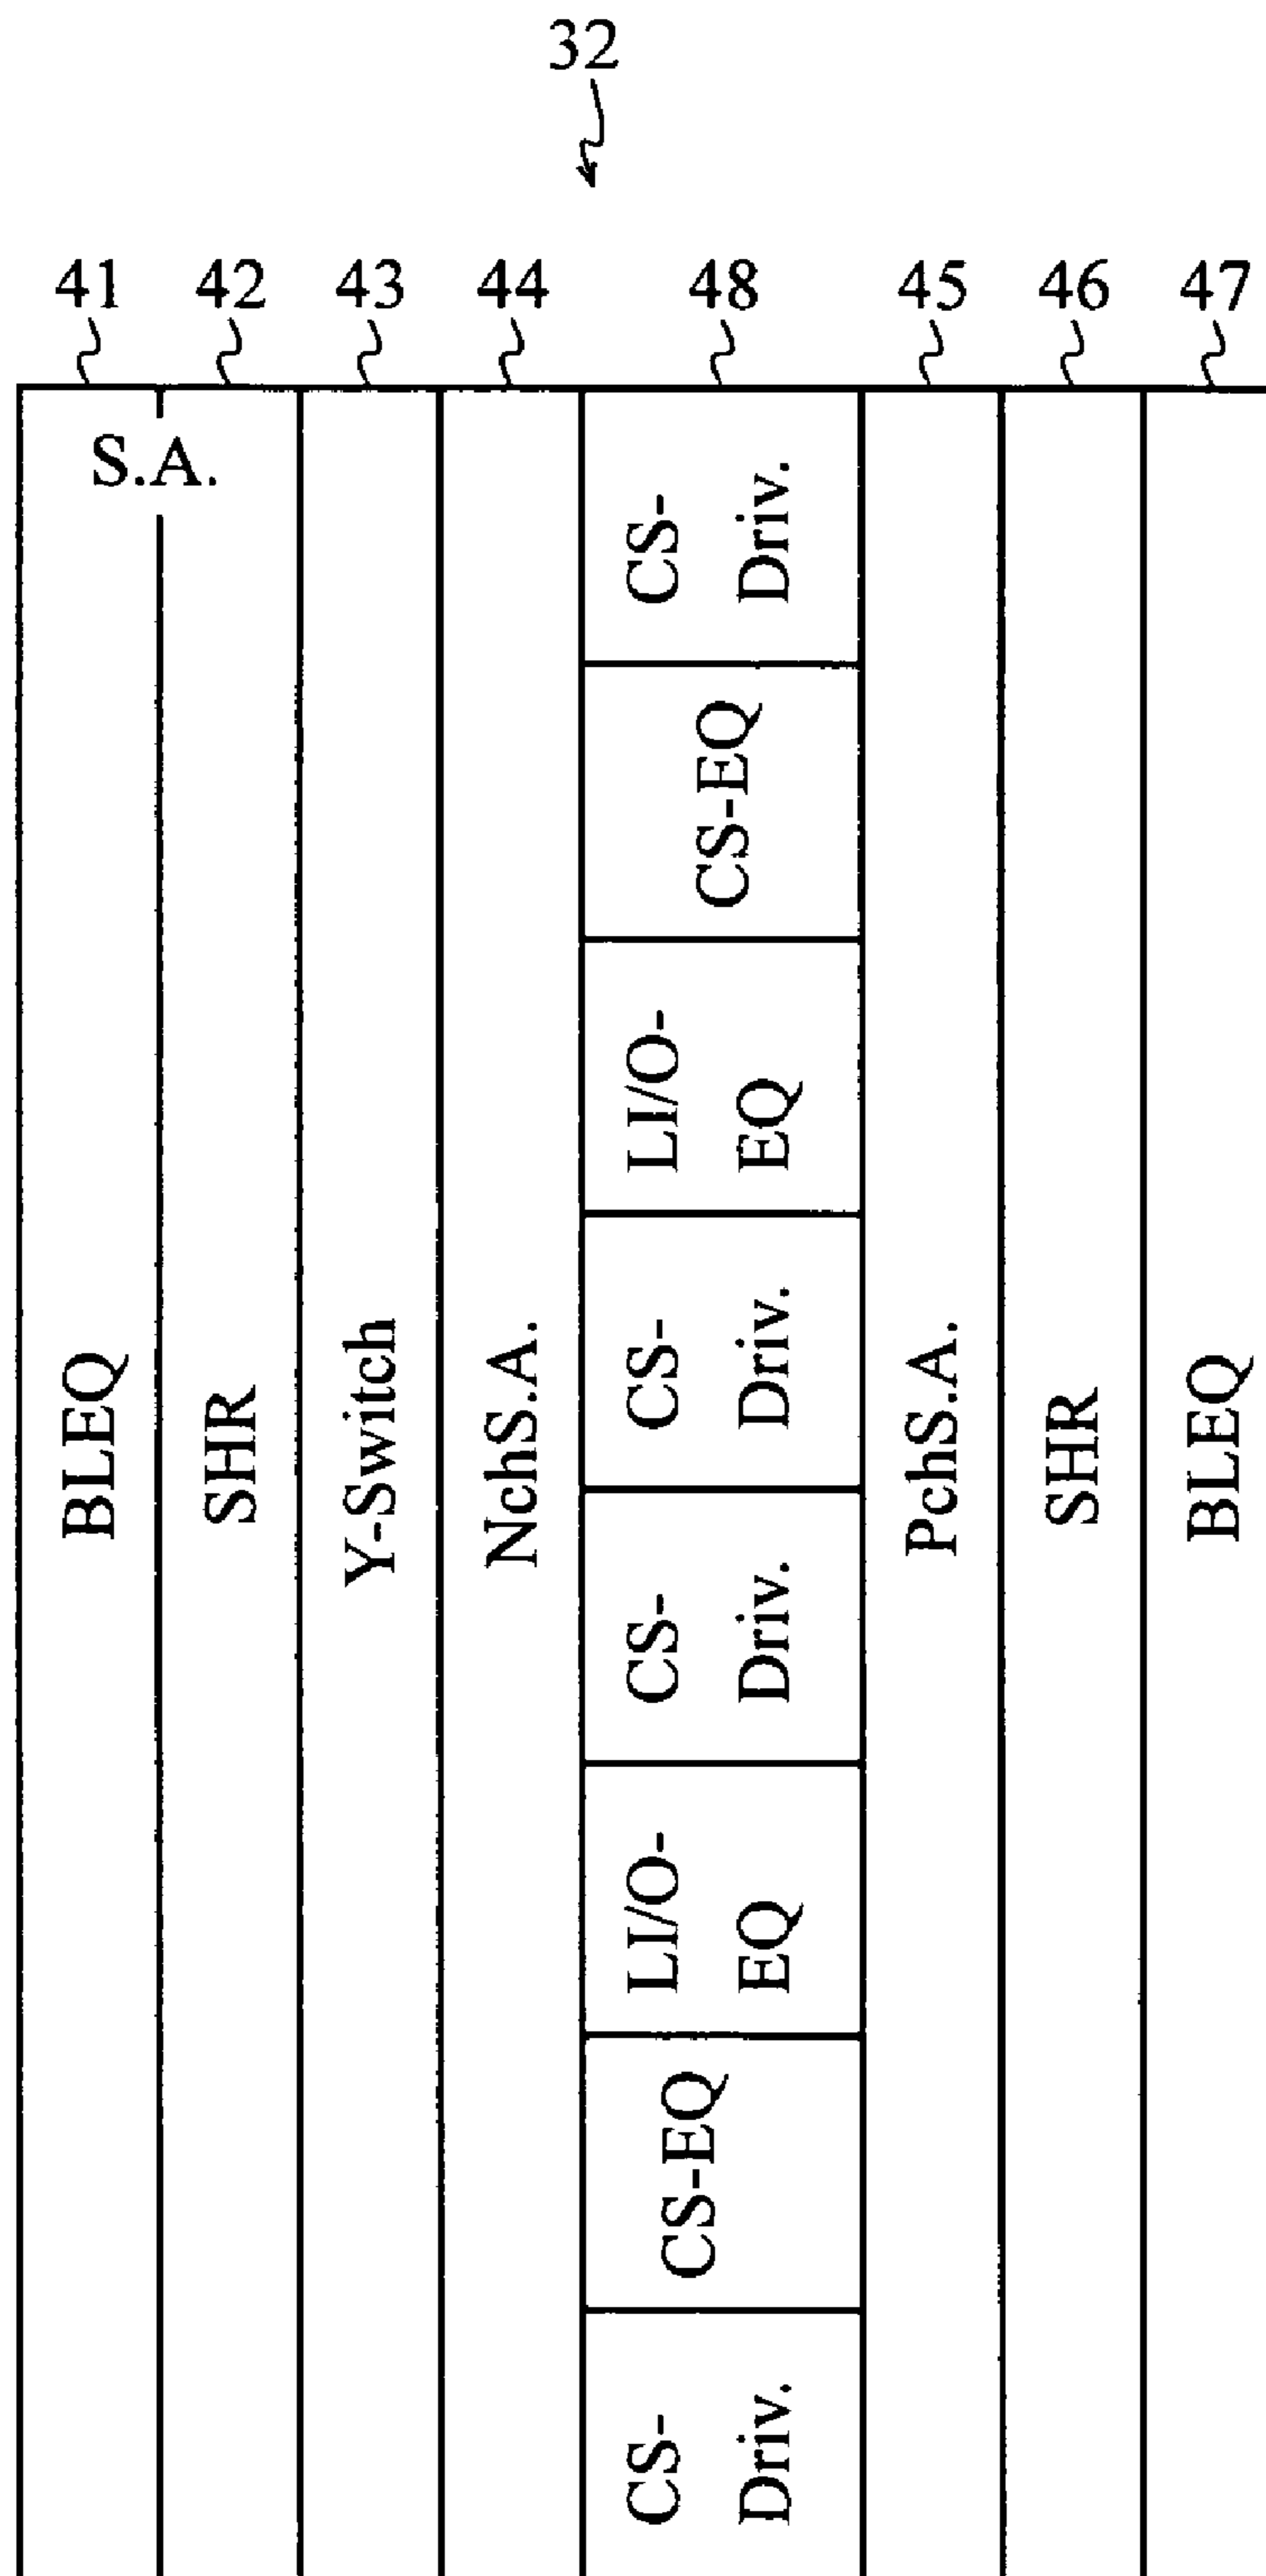 32
41
42
43
44
48
45
46
47
S.A.
BLEQ
SHR
Y-Switch
NchS.A.
CS-
Driv.
CS-EQ
LI/O-
EQ
CS-
Driv.
CS-
Driv.
LI/O-
EQ
CS-EQ
CS-
Driv.
PchS.A.
SHR
BLEQ